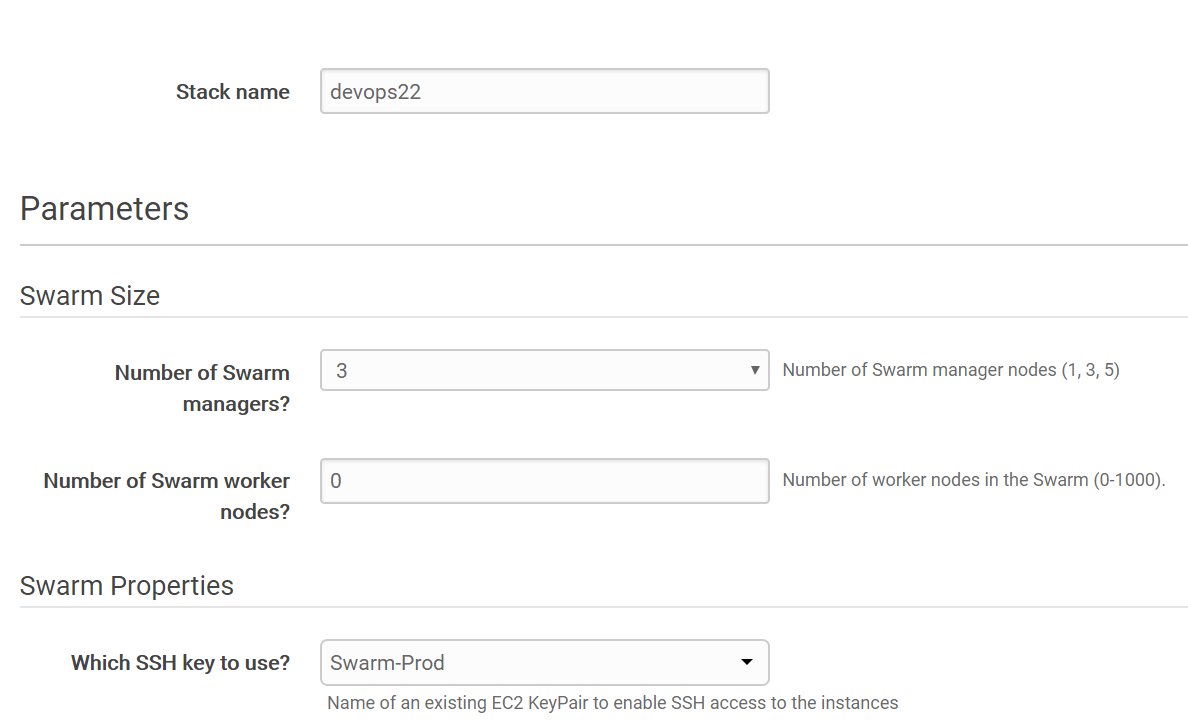 Stack name
devops22
Parameters
Swarm Size
Number of Swarm
managers?
3
Number of Swarm manager nodes (1, 3, 5)
Number of Swarm worker
nodes?
0
Number of worker nodes in the Swarm (0-1000).
Swarm Properties
Which SSH key to use?
Swarm-Prod
Name of an existing EC2 KeyPair to enable SSH access to the instances